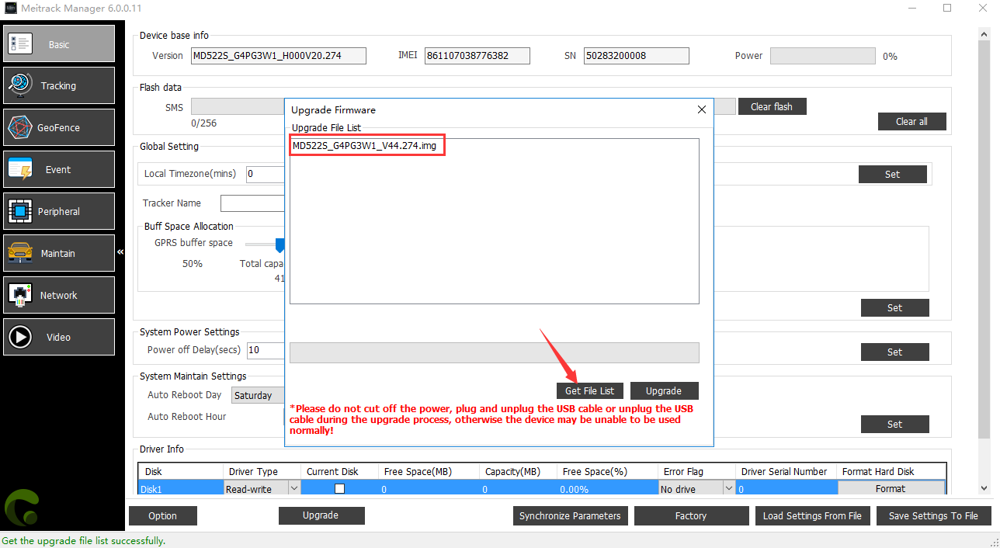 Meitrack Manager 6.0.0.11
Basic
Tracking
GeoFence
Event
Peripheral
Maintain
Network
Video
«
Device base info
Version MD522S_G4PG3W1_H000V20.274 IMEI 861107038776382 SN 50283200008 Power 0%
Flash data
SMS
0/256
Clear flash
Clear all
Global Setting
Local Timezone(mins) 0
Set
Tracker Name
Buff Space Allocation
GPRS buffer space
50% Total capa
41
Set
System Power Settings
Power off Delay(secs) 10
Set
System Maintain Settings
Auto Reboot Day Saturday
Auto Reboot Hour
Set
Upgrade Firmware
Upgrade File List
MD522S_G4PG3W1_V44.274.img
Get File List Upgrade
*Please do not cut off the power, plug and unplug the USB cable or unplug the USB
cable during the upgrade process, otherwise the device may be unable to be used
normally!
Driver Info
Disk Driver Type Current Disk Free Space(MB) Capacity(MB) Free Space(%) Error Flag Driver Serial Number Format Hard Disk
Disk1 Read-write 0 0 0.00% No drive 0 Format
Option Upgrade Synchronize Parameters Factory Load Settings From File Save Settings To File
Get the upgrade file list successfully.